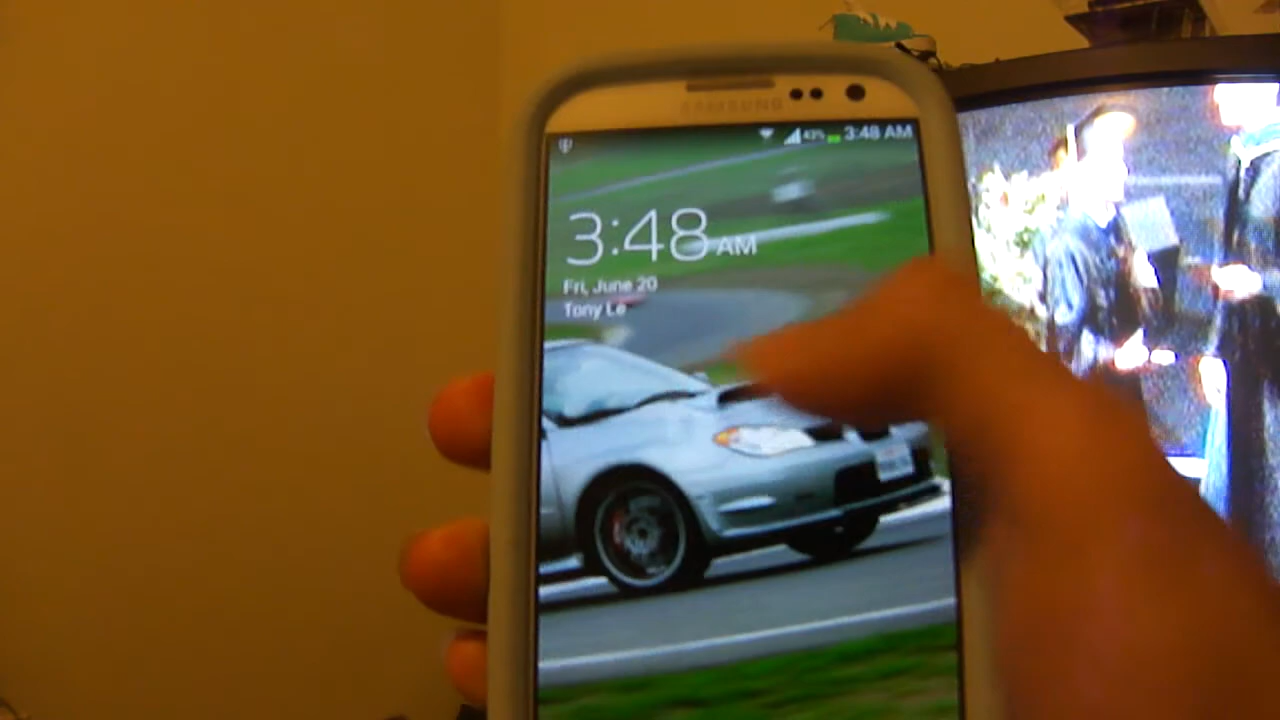 SAMSUNG
43% 3:48 AM
3:48 AM
Fri, June 20
Tony Le